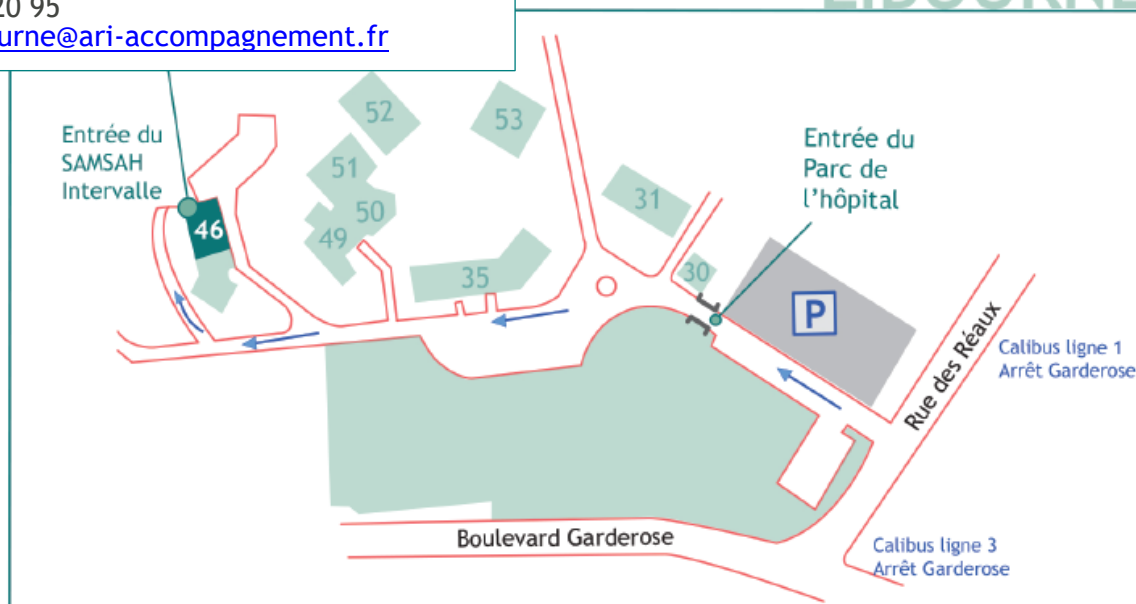 20 95
urne@ari-accompagnement.fr
LIBOURNE
52
53
Entrée du
SAMSAH
Intervalle
Entrée du
Parc de
l'hôpital
51
31
50
46
49
35
30
P
Rue des Réaux
Calibus ligne 1
Arrêt Garderose
Boulevard Garderose
Calibus ligne 3
Arrêt Garderose